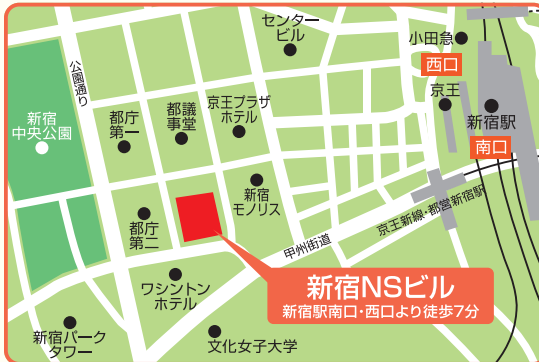 センター
ビル
小田急
西口
公園通り
京王
新宿
中央公園
都庁
第一
都議
事堂
京王プラザ
ホテル
新宿駅
南口
新宿
モノリス
都庁
第二
京王新線・都営新宿駅
甲州街道
ワシントン
ホテル
新宿NSビル
新宿駅南口・西口より徒歩7分
新宿パーク
タワー
文化女子大学